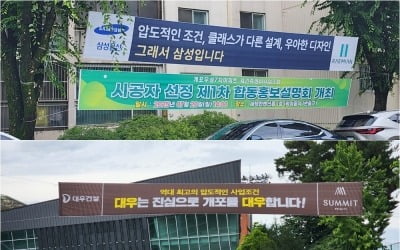 삼성물산
압도적인 조건, 클래스가 다른 설계, 우아한 디자인
그래서 삼성입니다
시공자 선정 제1차 합동홍보설명회 개최
대우건설
역대 최고의 압도적인 사업조건
대우는 진심으로 개포를 대우합니다!
SUMMIT